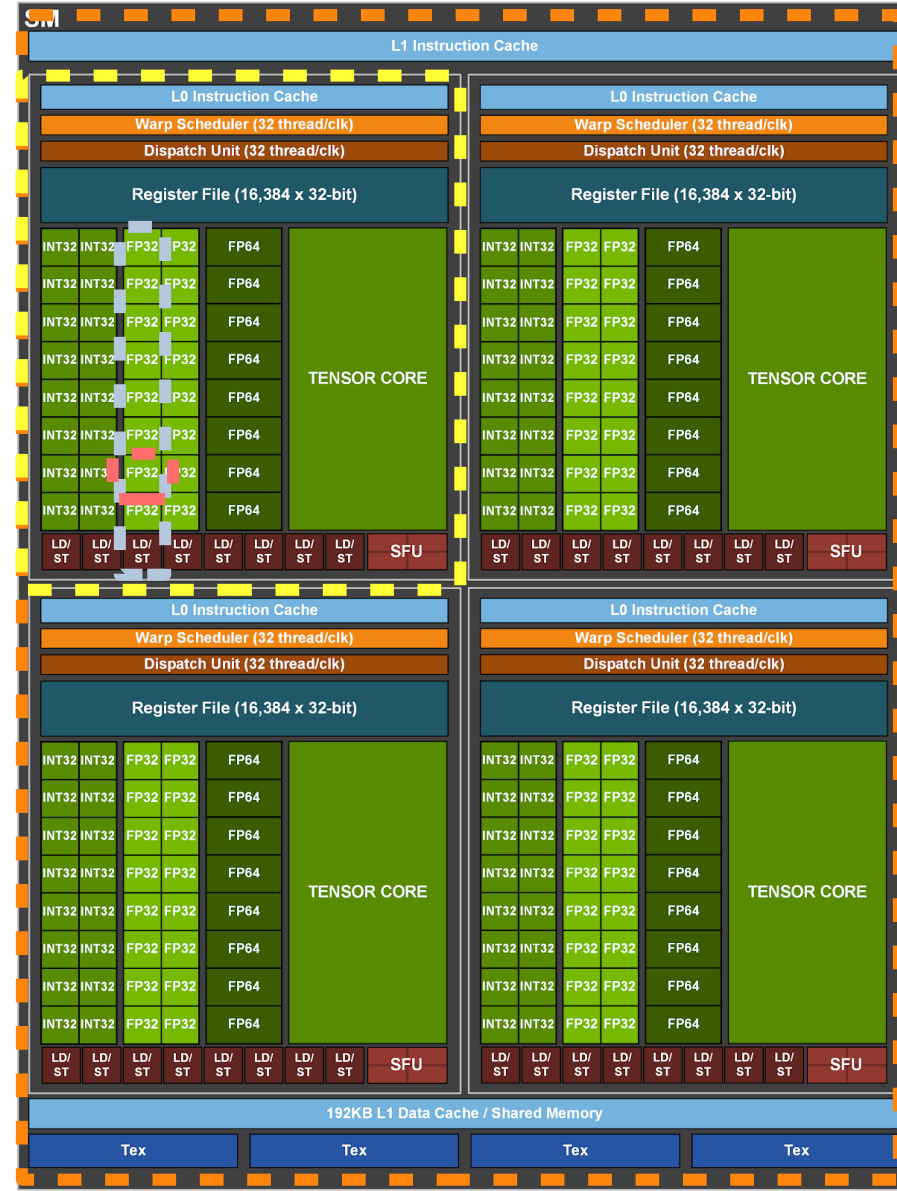 SM
L1 Instruction Cache
L0 Instruction Cache
Warp Scheduler (32 thread/clk)
Dispatch Unit (32 thread/clk)
Register File (16,384 x 32-bit)
INT32 INT32 FP32 FP32 FP64
INT32 INT32 FP32 FP32 FP64
INT32 INT32 FP32 FP32 FP64
INT32 INT32 FP32 FP32 FP64
TENSOR CORE
INT32 INT32 FP32 FP32 FP64
INT32 INT32 FP32 FP32 FP64
INT32 INT32 FP32 FP32 FP64
INT32 INT32 FP32 FP32 FP64
LD/ LD/ LD/ LD/ LD/ LD/ LD/ LD/
ST ST ST ST ST ST ST ST
SFU
L0 Instruction Cache
Warp Scheduler (32 thread/clk)
Dispatch Unit (32 thread/clk)
Register File (16,384 x 32-bit)
INT32 INT32 FP32 FP32 FP64
INT32 INT32 FP32 FP32 FP64
INT32 INT32 FP32 FP32 FP64
INT32 INT32 FP32 FP32 FP64
TENSOR CORE
INT32 INT32 FP32 FP32 FP64
INT32 INT32 FP32 FP32 FP64
INT32 INT32 FP32 FP32 FP64
INT32 INT32 FP32 FP32 FP64
LD/ LD/ LD/ LD/ LD/ LD/ LD/ LD/
ST ST ST ST ST ST ST ST
SFU
L0 Instruction Cache
Warp Scheduler (32 thread/clk)
Dispatch Unit (32 thread/clk)
Register File (16,384 x 32-bit)
INT32 INT32 FP32 FP32 FP64
INT32 INT32 FP32 FP32 FP64
INT32 INT32 FP32 FP32 FP64
INT32 INT32 FP32 FP32 FP64
TENSOR CORE
INT32 INT32 FP32 FP32 FP64
INT32 INT32 FP32 FP32 FP64
INT32 INT32 FP32 FP32 FP64
INT32 INT32 FP32 FP32 FP64
LD/ LD/ LD/ LD/ LD/ LD/ LD/ LD/
ST ST ST ST ST ST ST ST
SFU
L0 Instruction Cache
Warp Scheduler (32 thread/clk)
Dispatch Unit (32 thread/clk)
Register File (16,384 x 32-bit)
INT32 INT32 FP32 FP32 FP64
INT32 INT32 FP32 FP32 FP64
INT32 INT32 FP32 FP32 FP64
INT32 INT32 FP32 FP32 FP64
TENSOR CORE
INT32 INT32 FP32 FP32 FP64
INT32 INT32 FP32 FP32 FP64
INT32 INT32 FP32 FP32 FP64
INT32 INT32 FP32 FP32 FP64
LD/ LD/ LD/ LD/ LD/ LD/ LD/ LD/
ST ST ST ST ST ST ST ST
SFU
192KB L1 Data Cache / Shared Memory
Tex Tex Tex Tex